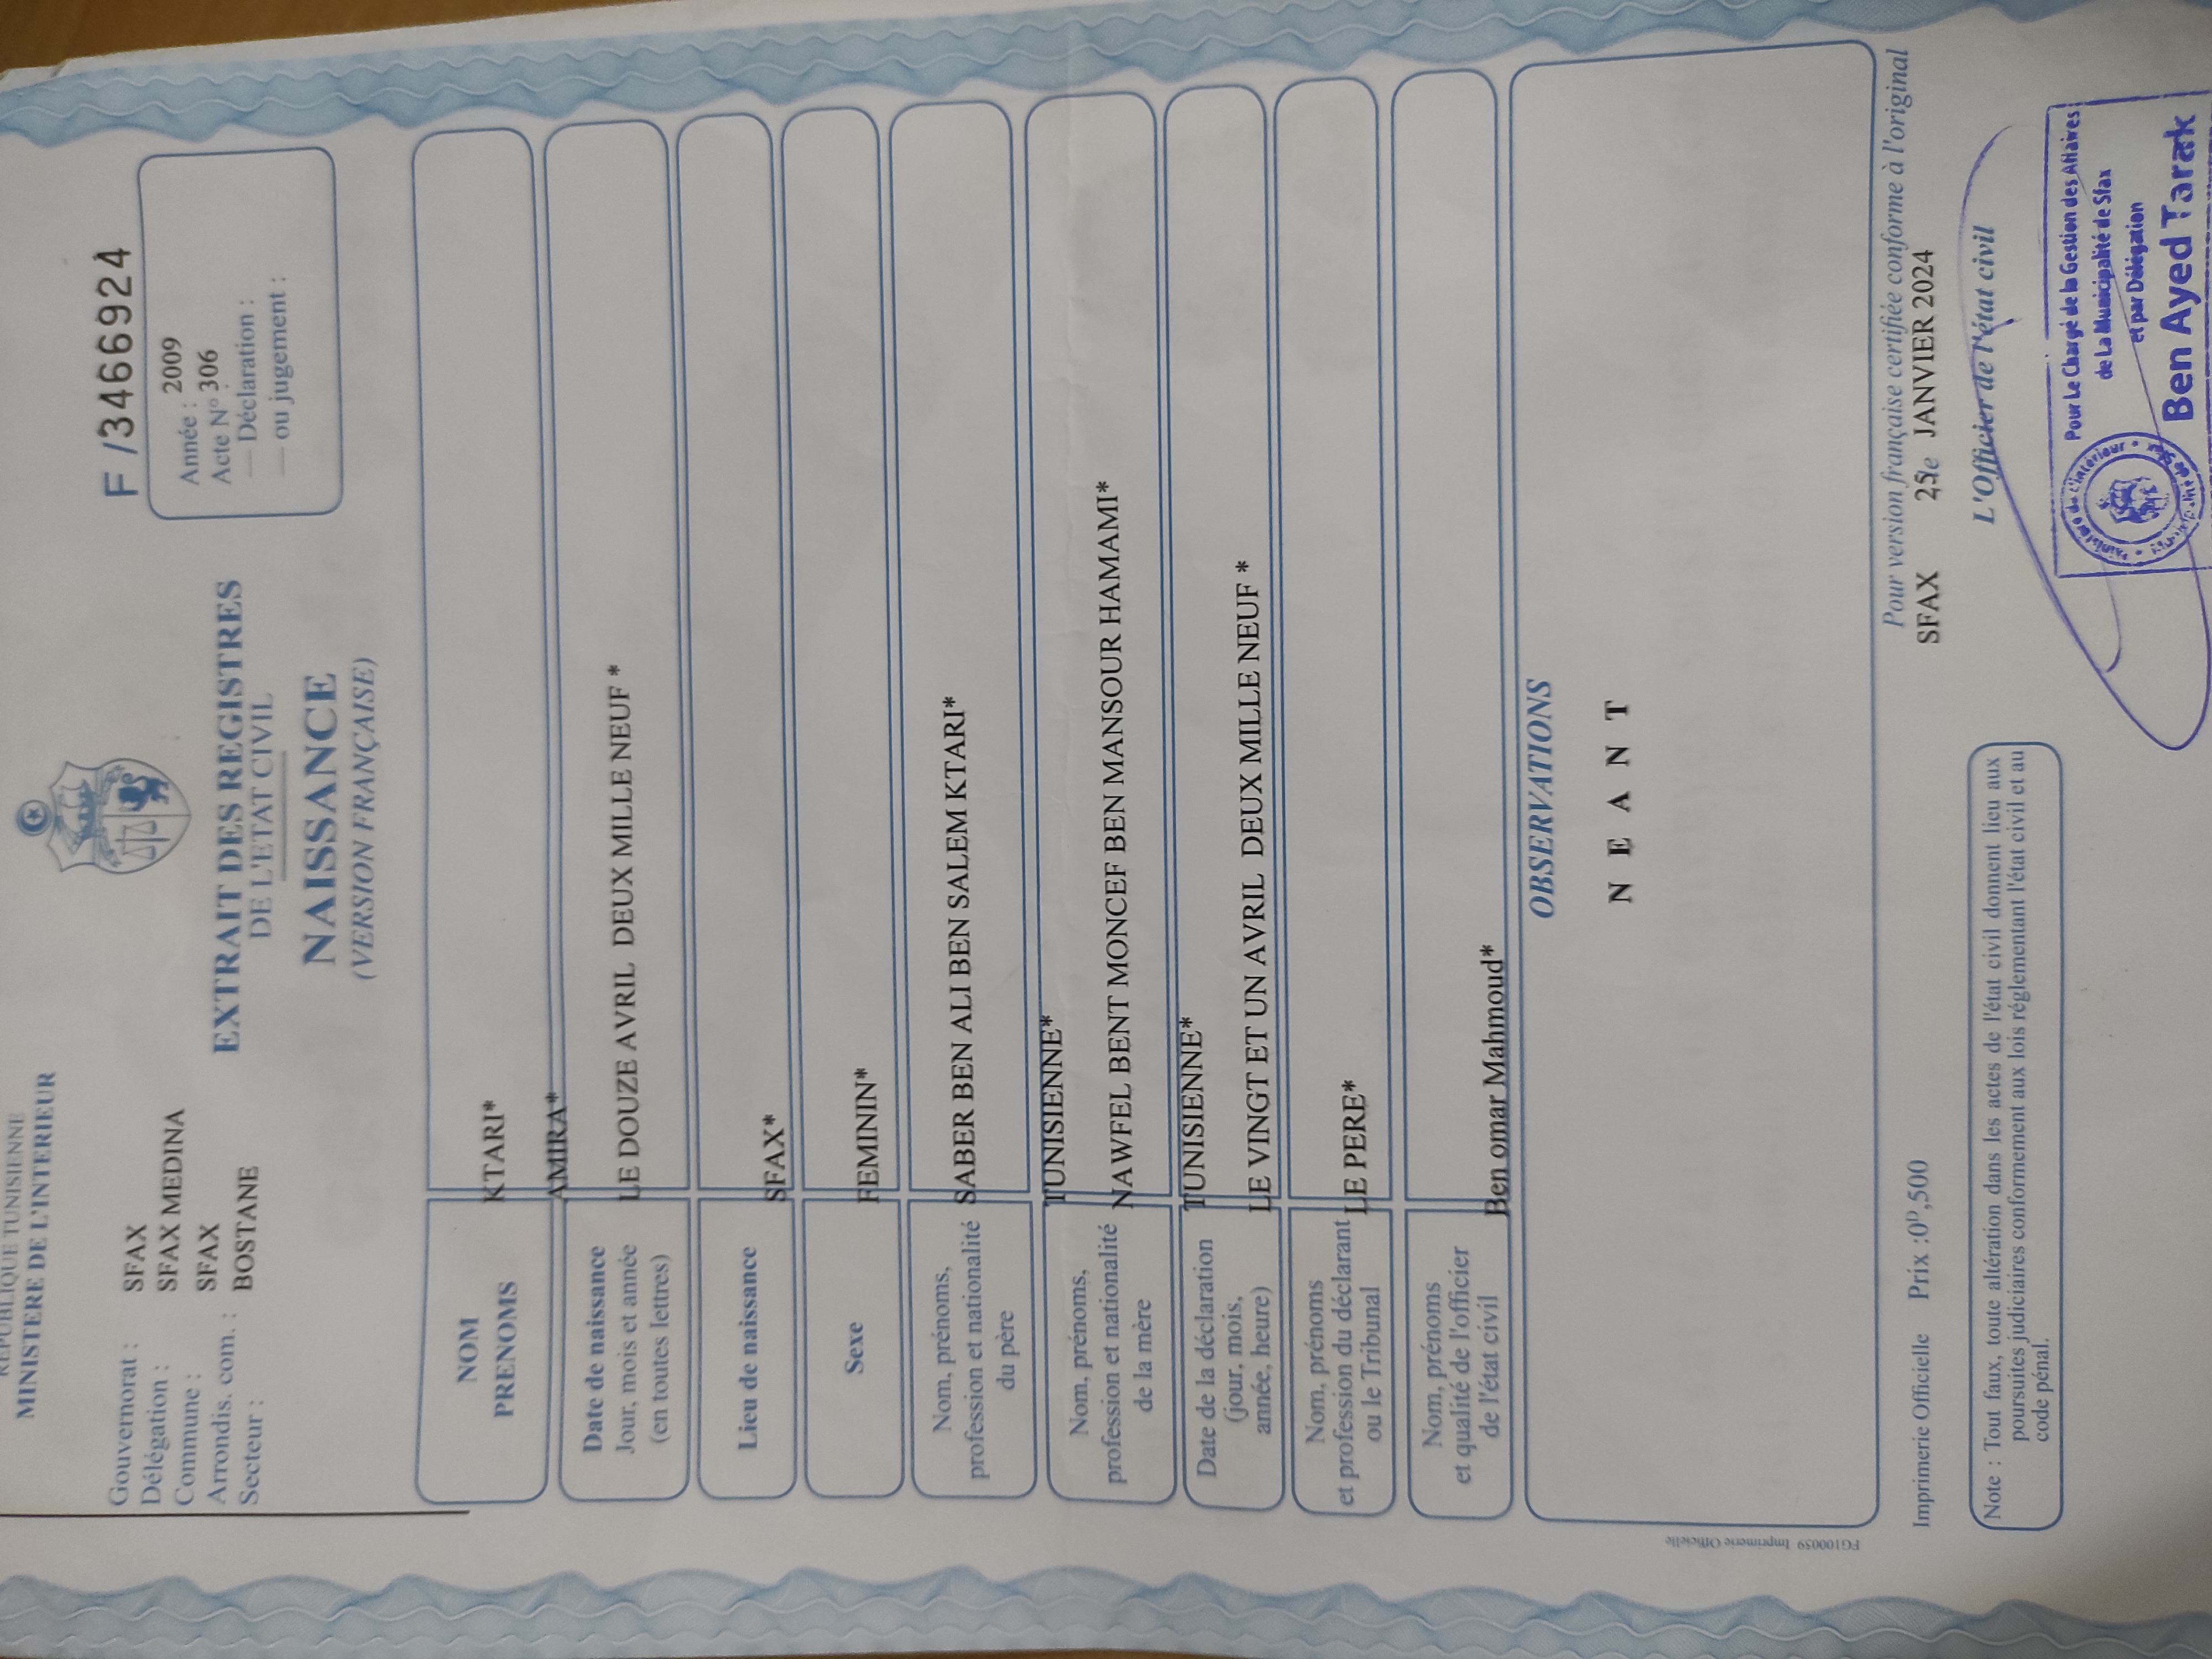 REPUBLIQUE TUNISIENNE
MINISTERE DE L'INTERIEUR
Gouvernorat : SFAX
Délégation : SFAX MEDINA
Commune : SFAX
Arrondis. com. : BOSTANE
Secteur :
EXTRAIT DES REGISTRES
DE L'ETAT CIVIL
NAISSANCE
(VERSION FRANÇAISE)
F /3466924
Année : 2009
Acte N° 306
— Déclaration :
— ou jugement :
NOM
PRENOMS
KTARI*
AMIRA*
Date de naissance
Jour, mois et année
(en toutes lettres)
LE DOUZE AVRIL DEUX MILLE NEUF *
Lieu de naissance
SFAX*
Sexe
FEMININ*
Nom, prénoms,
profession et nationalité
du père
SABER BEN ALI BEN SALEM KTARI*
TUNISIENNE*
Nom, prénoms,
profession et nationalité
de la mère
NAWFEL BENT MONCEF BEN MANSOUR HAMAMI*
TUNISIENNE*
Date de la déclaration
(jour, mois,
année, heure)
LE VINGT ET UN AVRIL DEUX MILLE NEUF *
Nom, prénoms
et profession du déclarant
ou le Tribunal
LE PERE*
Nom, prénoms
et qualité de l'officier
de l'état civil
Ben omar Mahmoud*
OBSERVATIONS
N E A N T
FG100059 Imprimerie Officielle
Pour version française certifiée conforme à l'original
SFAX JANVIER 2024
L'Officier de l'état civil
Imprimerie Officielle Prix :0D,500
Note : Tout faux, toute altération dans les actes de l'état civil donnent lieu aux
poursuites judiciaires conformement aux lois réglementant l'état civil et au
code pénal.
Pour Le Chargé de la Gestion des Affaires
de La Municipalité de Sfax
et par Délégation
Ben Ayed Tarak